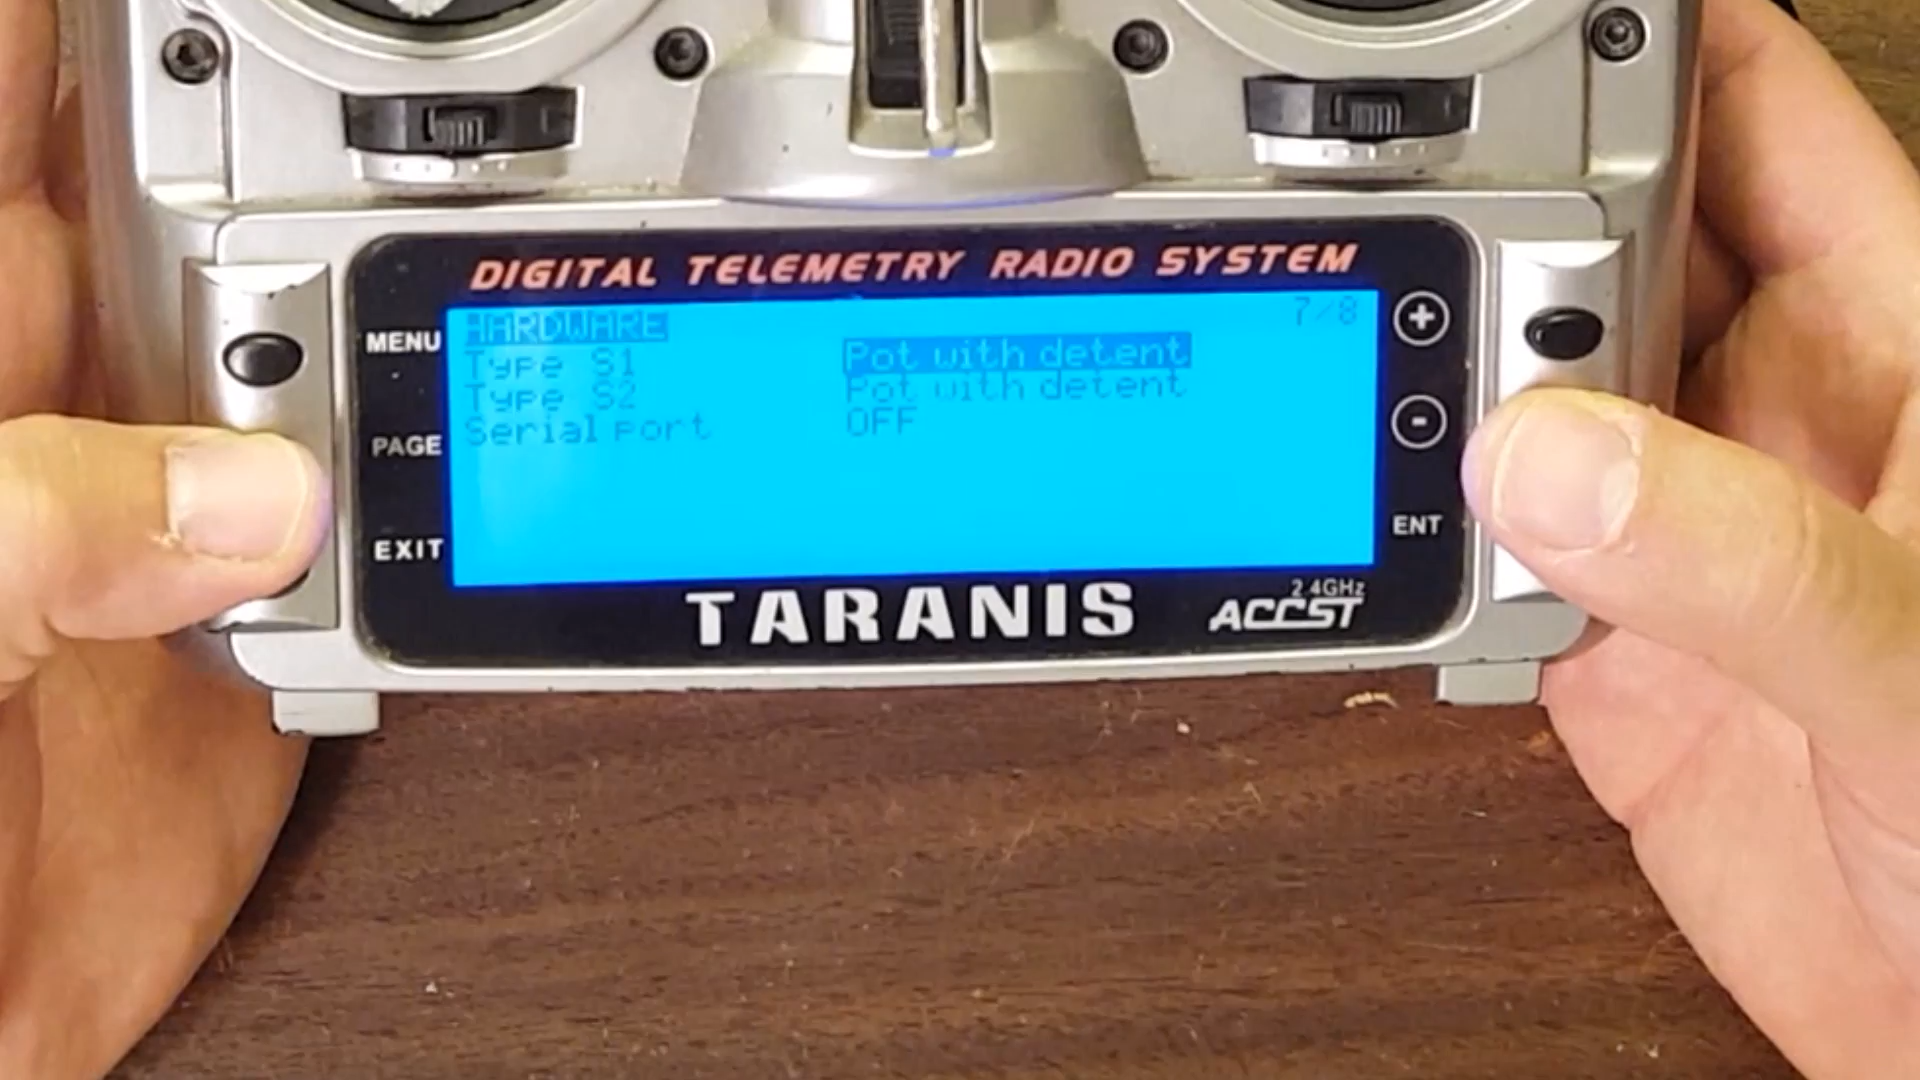 DIGITAL TELEMETRY RADIO SYSTEM
HARDWARE 7/8
Type S1 Pot with detent
Type S2 Pot with detent
Serial port OFF
MENU
PAGE
EXIT
+
-
ENT
TARANIS
2.4GHz
ACCST